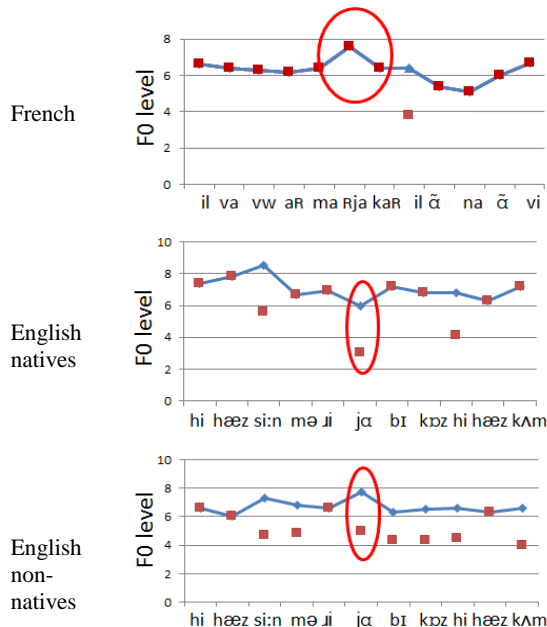 8
6
4
2
0
F0 level
French
il va vw aʀ ma ʀja kaʀ il ɑ̃ na ɑ̃ vi
10
8
6
4
2
0
F0 level
English
natives
hi hæz siːn mə ɹi jɑ bɪ kɒz hi hæz kʌm
10
8
6
4
2
0
F0 level
English
non-
natives
hi hæz siːn mə ɹi jɑ bɪ kɒz hi hæz kʌm